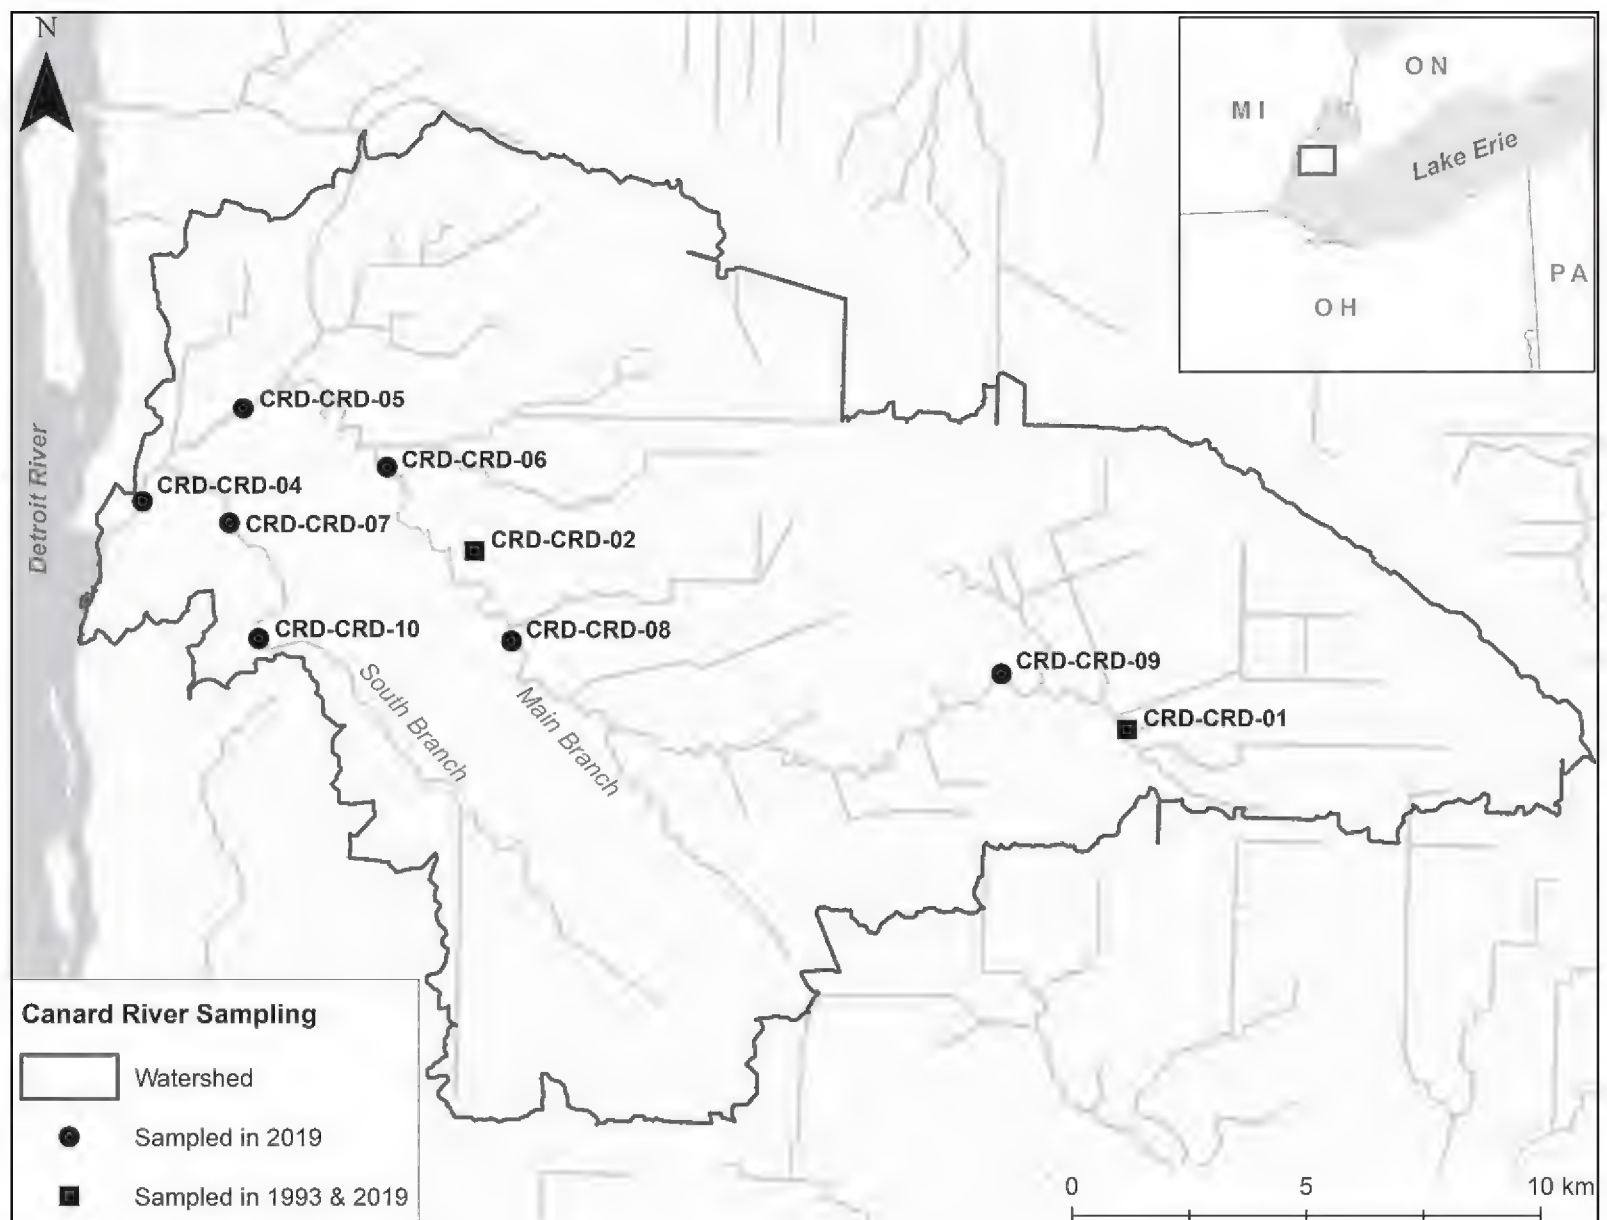 N
ON
MI
Lake Erie
PA
OH
CRD-CRD-05
CRD-CRD-06
CRD-CRD-04
CRD-CRD-07
CRD-CRD-02
Detroit River
CRD-CRD-10
CRD-CRD-08
CRD-CRD-09
South Branch
Main Branch
CRD-CRD-01
Canard River Sampling
Watershed
Sampled in 2019
Sampled in 1993 & 2019
0 5 10 km